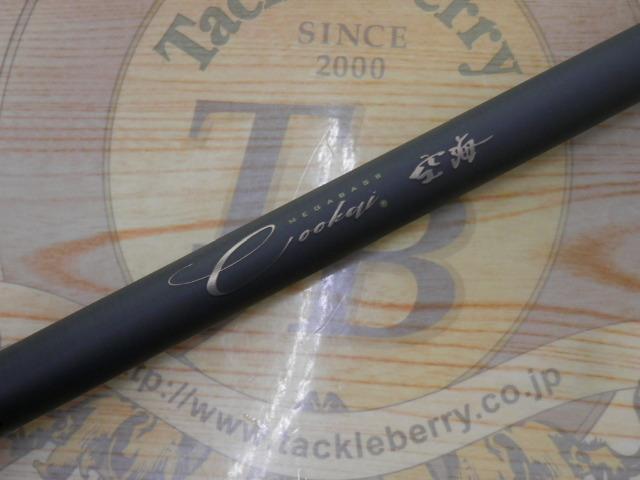 Tackleberry
SINCE
2000
TB
MEGABASS
Cookai ® 空海
http://www.tackleberry.co.jp